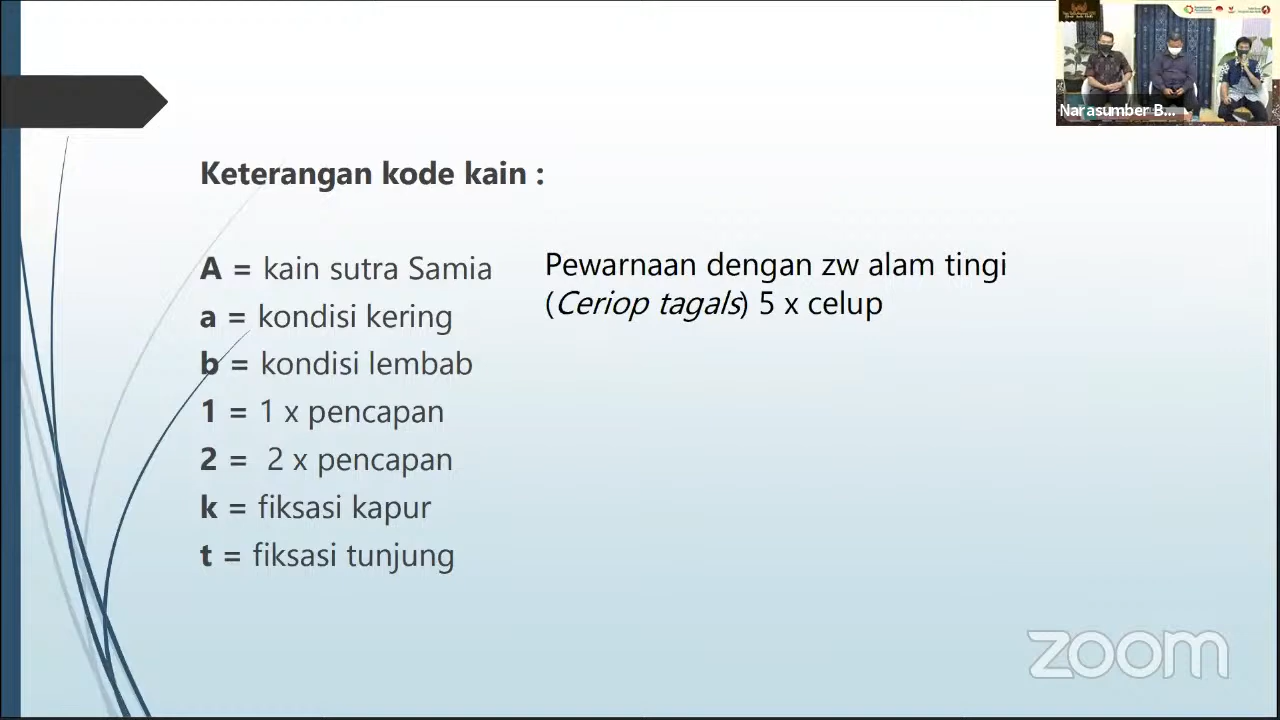 Keterangan kode kain :
A = kain sutra Samia
a = kondisi kering
b = kondisi lembab
1 = 1 x pencapan
2 = 2 x pencapan
k = fiksasi kapur
t = fiksasi tunjung
Pewarnaan dengan zw alam tingi
(Ceriop tagals) 5 x celup
Narasumber B...
zoom